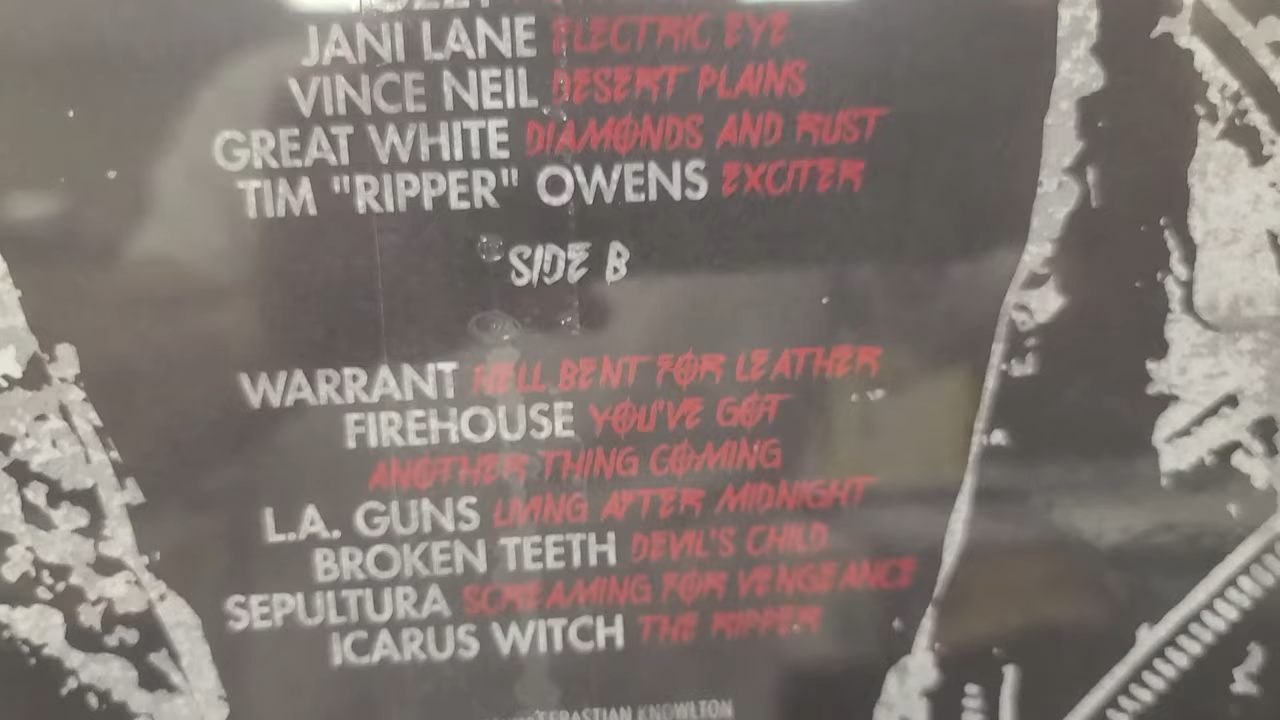 JANI LANE ELECTRIC EYE
VINCE NEIL DESERT PLAINS
GREAT WHITE DIAMONDS AND RUST
TIM "RIPPER" OWENS EXCITER
SIDE B
WARRANT HELL BENT FOR LEATHER
FIREHOUSE YOU'VE GOT
ANOTHER THING COMING
L.A. GUNS LIVING AFTER MIDNIGHT
BROKEN TEETH DEVIL'S CHILD
SEPULTURA SCREAMING FOR VENGEANCE
ICARUS WITCH THE RIPPER
SEBASTIAN KNOWLTON